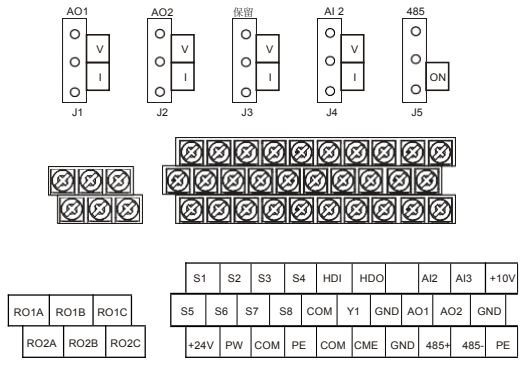 AO1 AO2 保留 AI 2 485
V V V V
I I I I ON
J1 J2 J3 J4 J5
S1 S2 S3 S4 HDI HDO AI2 AI3 +10V
RO1A RO1B RO1C
S5 S6 S7 S8 COM Y1 GND AO1 AO2 GND
RO2A RO2B RO2C
+24V PW COM PE COM CME GND 485+ 485- PE